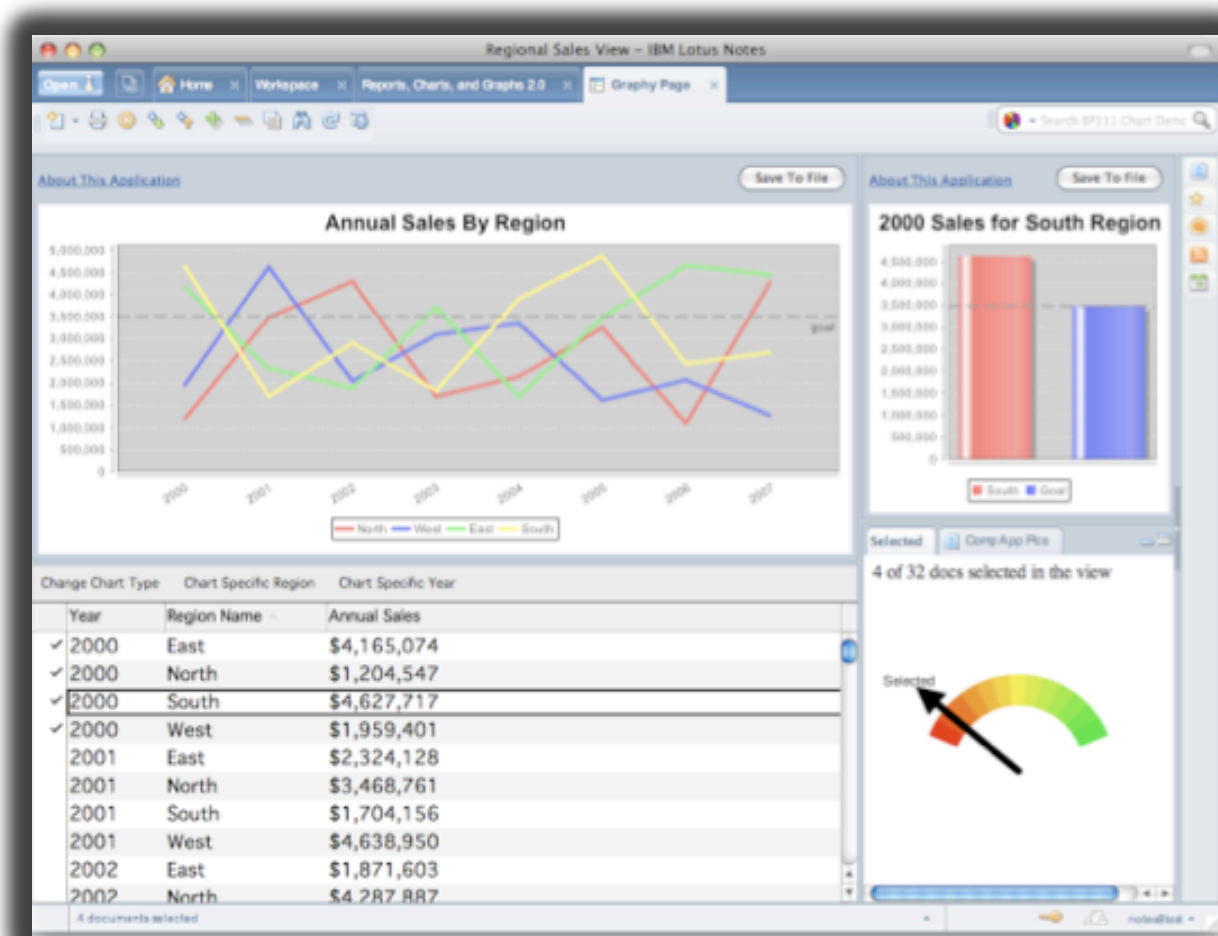 Regional Sales View – IBM Lotus Notes
Open Home Workspace Reports, Charts, and Graphs 2.0 Graphy Page
Search BP111 Chart Demo
About This Application Save To File
Annual Sales By Region
5,000,000
4,500,000
4,000,000
3,500,000
3,000,000
2,500,000
2,000,000
1,500,000
1,000,000
500,000
0
goal
2000 2001 2002 2003 2004 2005 2006 2007
North West East South
About This Application Save To File
2000 Sales for South Region
4,500,000
4,000,000
3,500,000
3,000,000
2,500,000
2,000,000
1,500,000
1,000,000
500,000
0
South Goal
Change Chart Type Chart Specific Region Chart Specific Year
Year Region Name Annual Sales
2000 East $4,165,074
2000 North $1,204,547
2000 South $4,627,717
2000 West $1,959,401
2001 East $2,324,128
2001 North $3,468,761
2001 South $1,704,156
2001 West $4,638,950
2002 East $1,871,603
2002 North $4,287,887
Selected Comp App Pics
4 of 32 docs selected in the view
Selected
4 documents selected